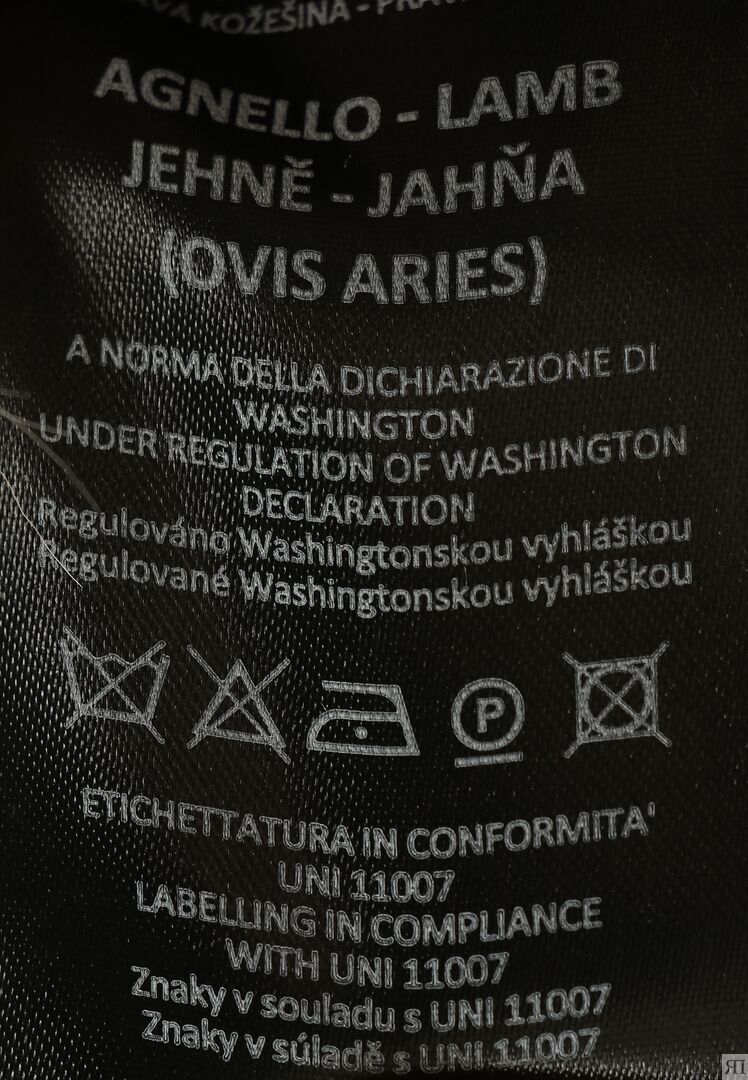 KOŽEŠINA -
AGNELLO - LAMB
JEHNĚ - JAHŇA
(OVIS ARIES)
A NORMA DELLA DICHIARAZIONE DI
WASHINGTON
UNDER REGULATION OF WASHINGTON
DECLARATION
Regulováno Washingtonskou vyhláškou
Regulované Washingtonskou vyhláškou
P
ETICHETTATURA IN CONFORMITA'
UNI 11007
LABELLING IN COMPLIANCE
WITH UNI 11007
Znaky v souladu s UNI 11007
Znaky v súladě s UNI 11007
ЯП